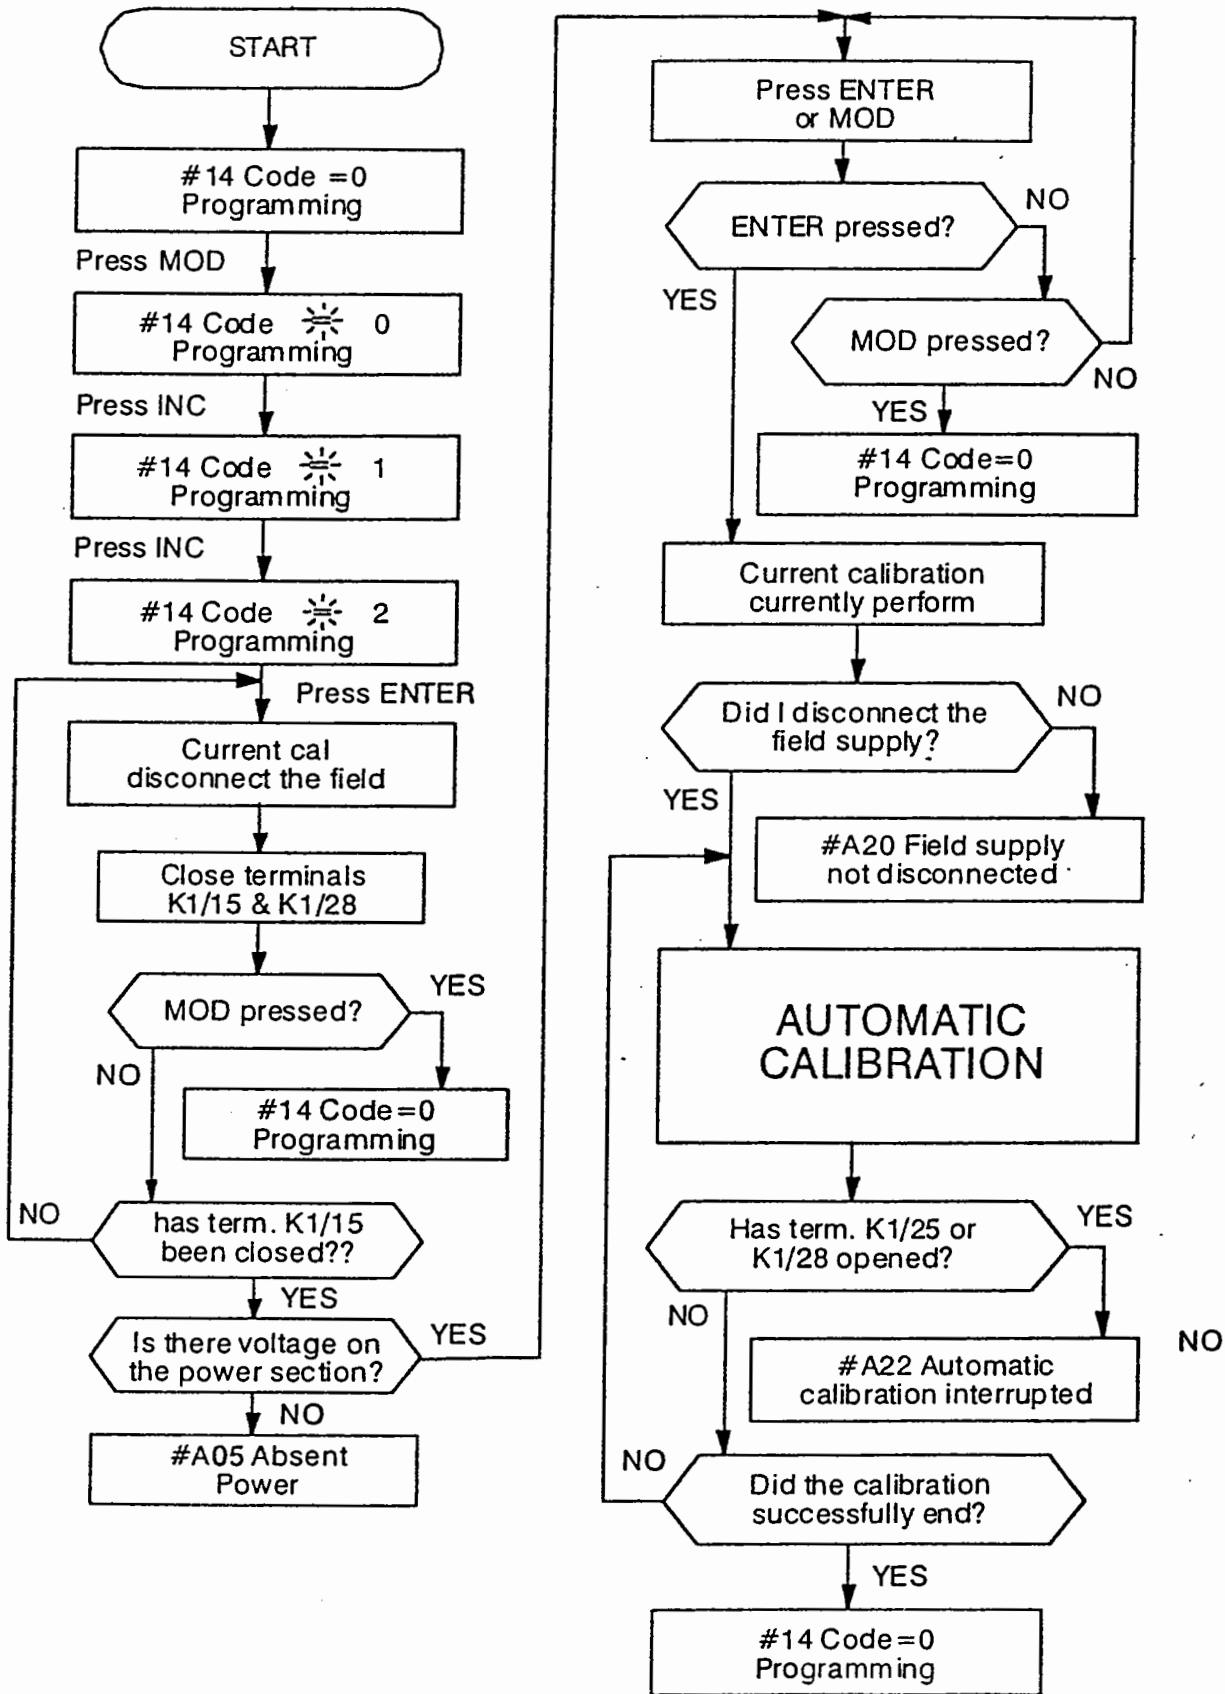 START
#14 Code =0
Programming
Press MOD
#14 Code = 0
Programming
Press INC
#14 Code = 1
Programming
Press INC
#14 Code = 2
Programming
Press ENTER
Current cal
disconnect the field
Close terminals
K1/15 & K1/28
MOD pressed?
YES
NO
#14 Code=0
Programming
has term. K1/15
been closed??
NO
YES
Is there voltage on
the power section?
YES
NO
#A05 Absent
Power
Press ENTER
or MOD
ENTER pressed?
NO
YES
MOD pressed?
NO
YES
#14 Code=0
Programming
Current calibration
currently perform
Did I disconnect the
field supply?
NO
YES
#A20 Field supply
not disconnected
AUTOMATIC
CALIBRATION
Has term. K1/25 or
K1/28 opened?
YES
NO
NO
#A22 Automatic
calibration interrupted
NO
Did the calibration
successfully end?
YES
#14 Code=0
Programming